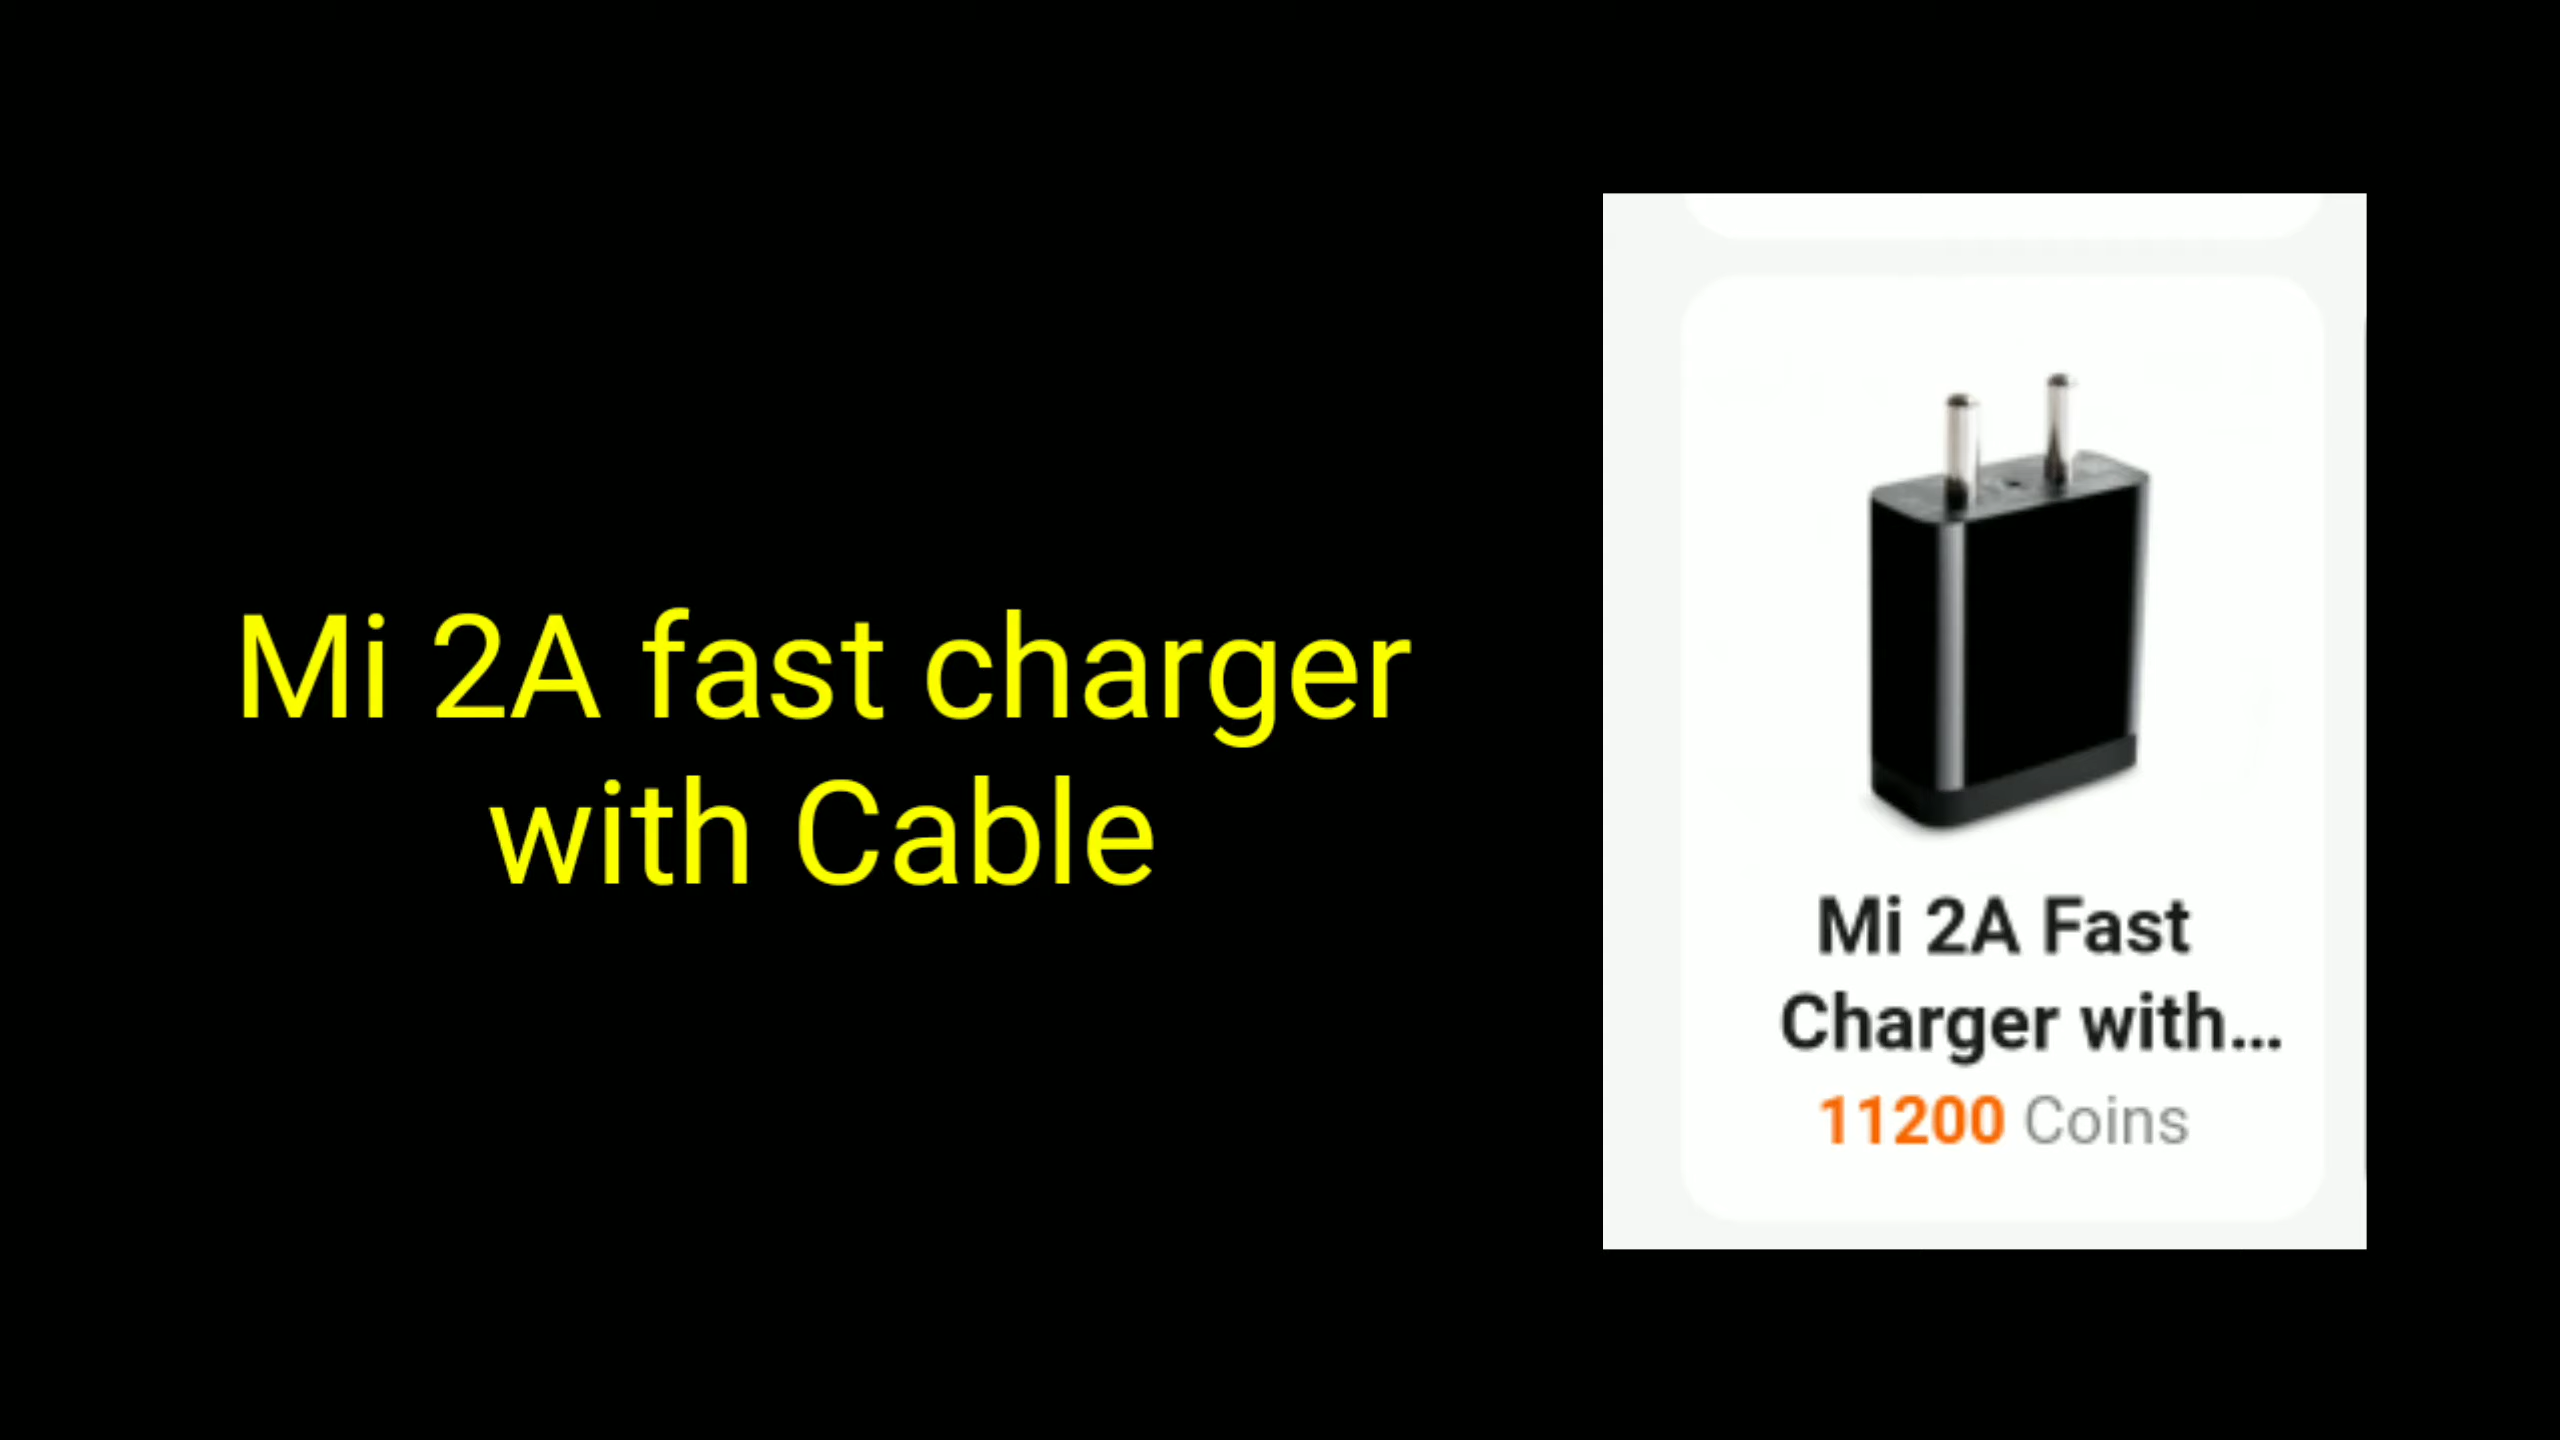 Mi 2A fast charger
with Cable
Mi 2A Fast
Charger with...
11200 Coins